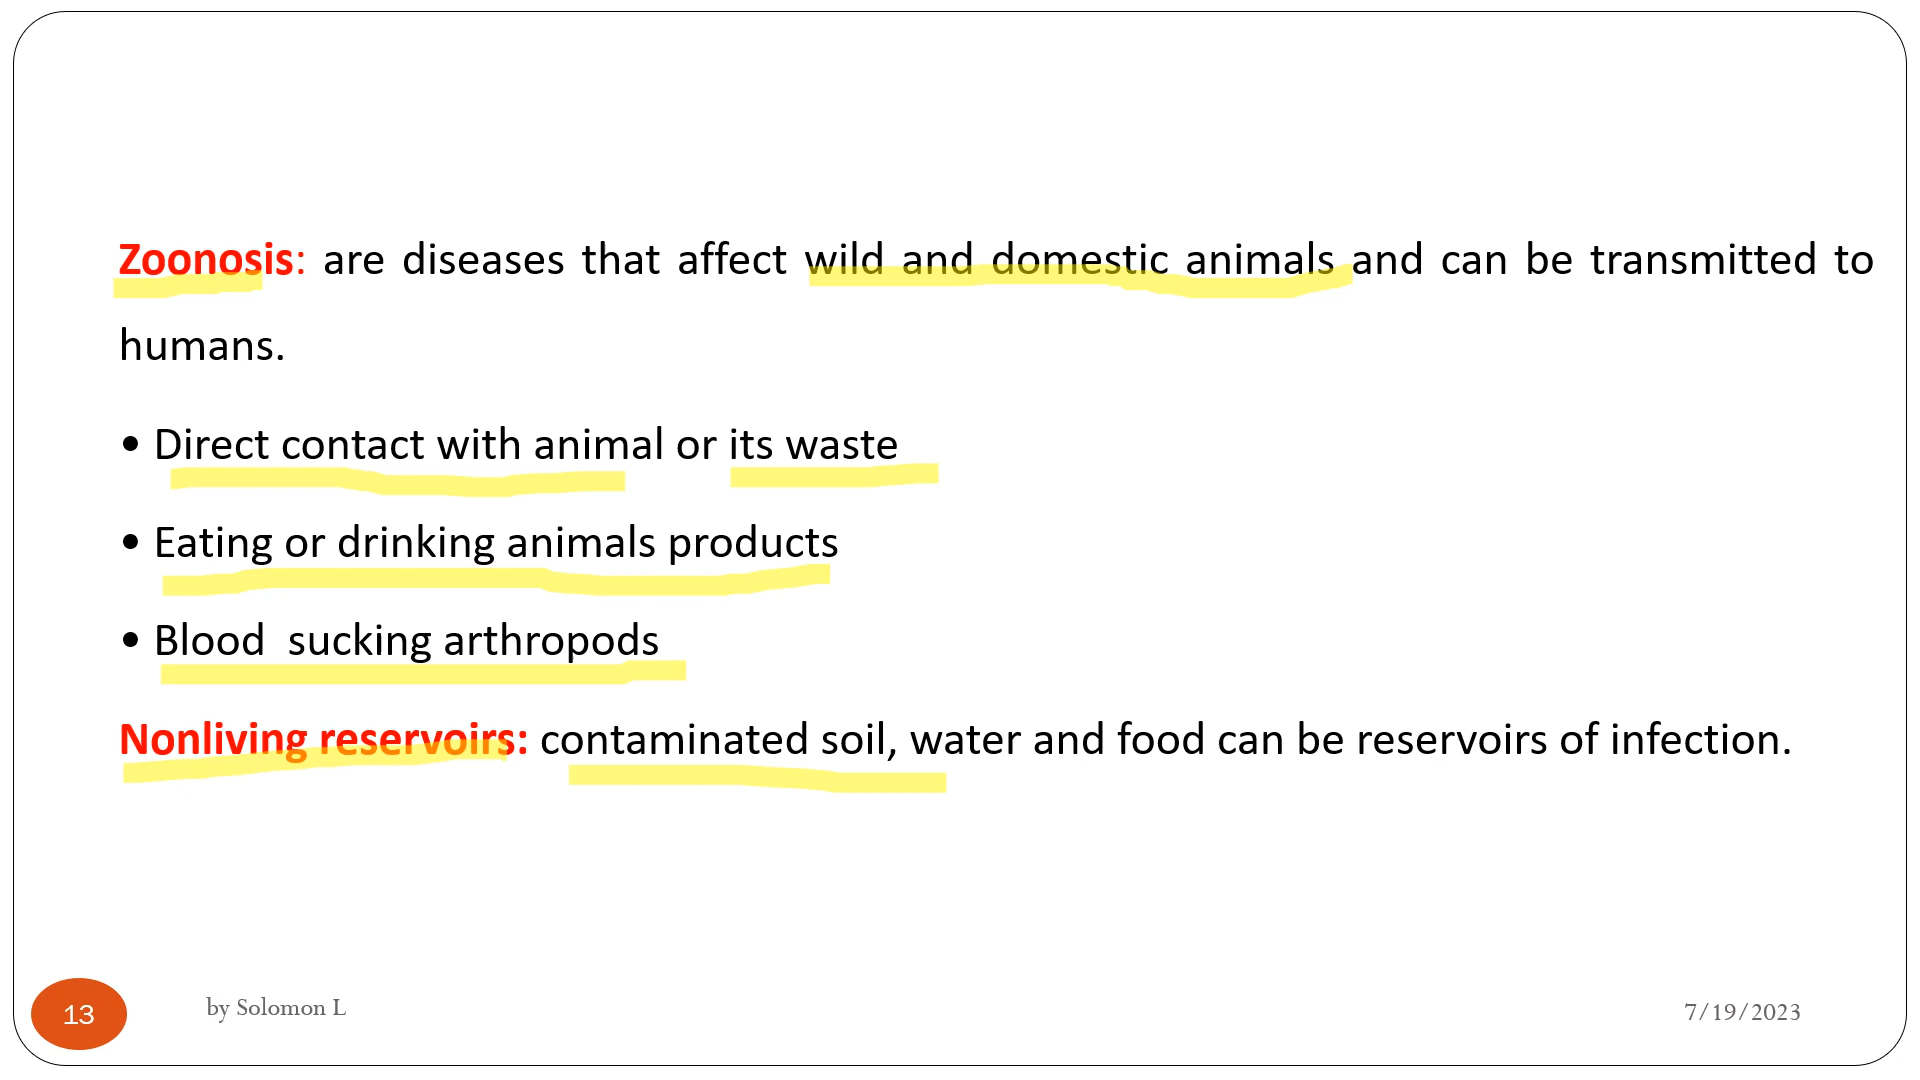 Zoonosis: are diseases that affect wild and domestic animals and can be transmitted to
humans.
• Direct contact with animal or its waste
• Eating or drinking animals products
• Blood  sucking arthropods
Nonliving reservoirs: contaminated soil, water and food can be reservoirs of infection.
13
by Solomon L
7/19/2023